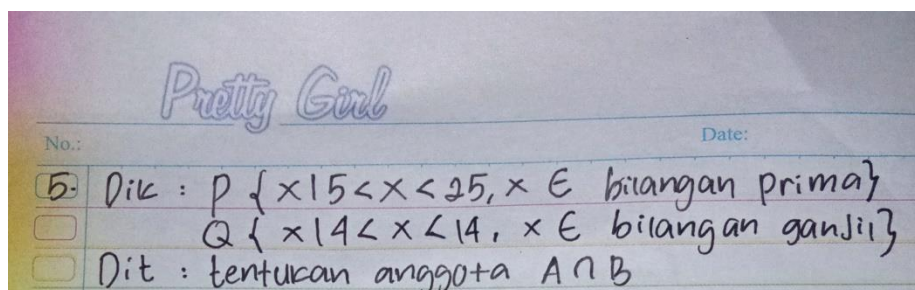 Pretty Girl
No.:
Date:
5. Dik : P { x | 5 < x < 25, x ∈ bilangan prima}
Q { x | 4 < x < 14, x ∈ bilangan ganjil}
Dit : tentukan anggota A ∩ B